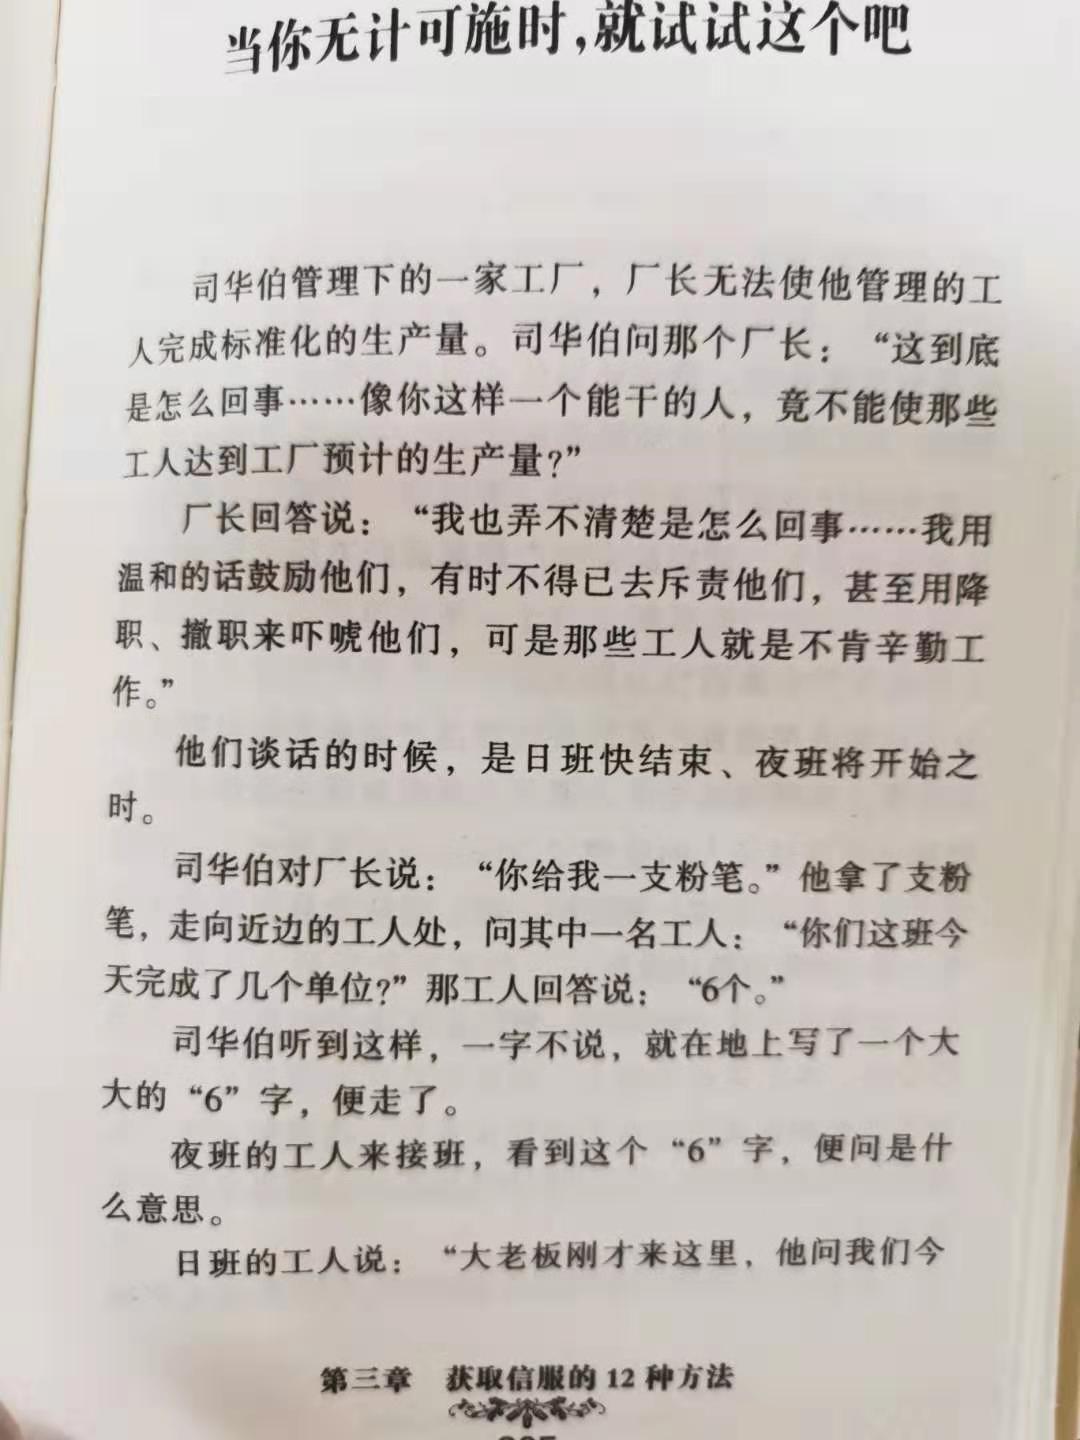 当你无计可施时,就试试这个吧
司华伯管理下的一家工厂，厂长无法使他管理的工
人完成标准化的生产量。司华伯问那个厂长：“这到底
是怎么回事……像你这样一个能干的人，竟不能使那些
工人达到工厂预计的生产量?”
厂长回答说：“我也弄不清楚是怎么回事……我用
温和的话鼓励他们，有时不得已去斥责他们，甚至用降
职、撤职来吓唬他们，可是那些工人就是不肯辛勤工
作。”
他们谈话的时候，是日班快结束、夜班将开始之
时。
司华伯对厂长说：“你给我一支粉笔。”他拿了支粉
笔，走向近边的工人处，问其中一名工人：“你们这班今
天完成了几个单位?”那工人回答说：“6个。”
司华伯听到这样，一字不说，就在地上写了一个大
大的“6”字，便走了。
夜班的工人来接班，看到这个“6”字，便问是什
么意思。
日班的工人说：“大老板刚才来这里，他问我们今
第三章 获取信服的12种方法